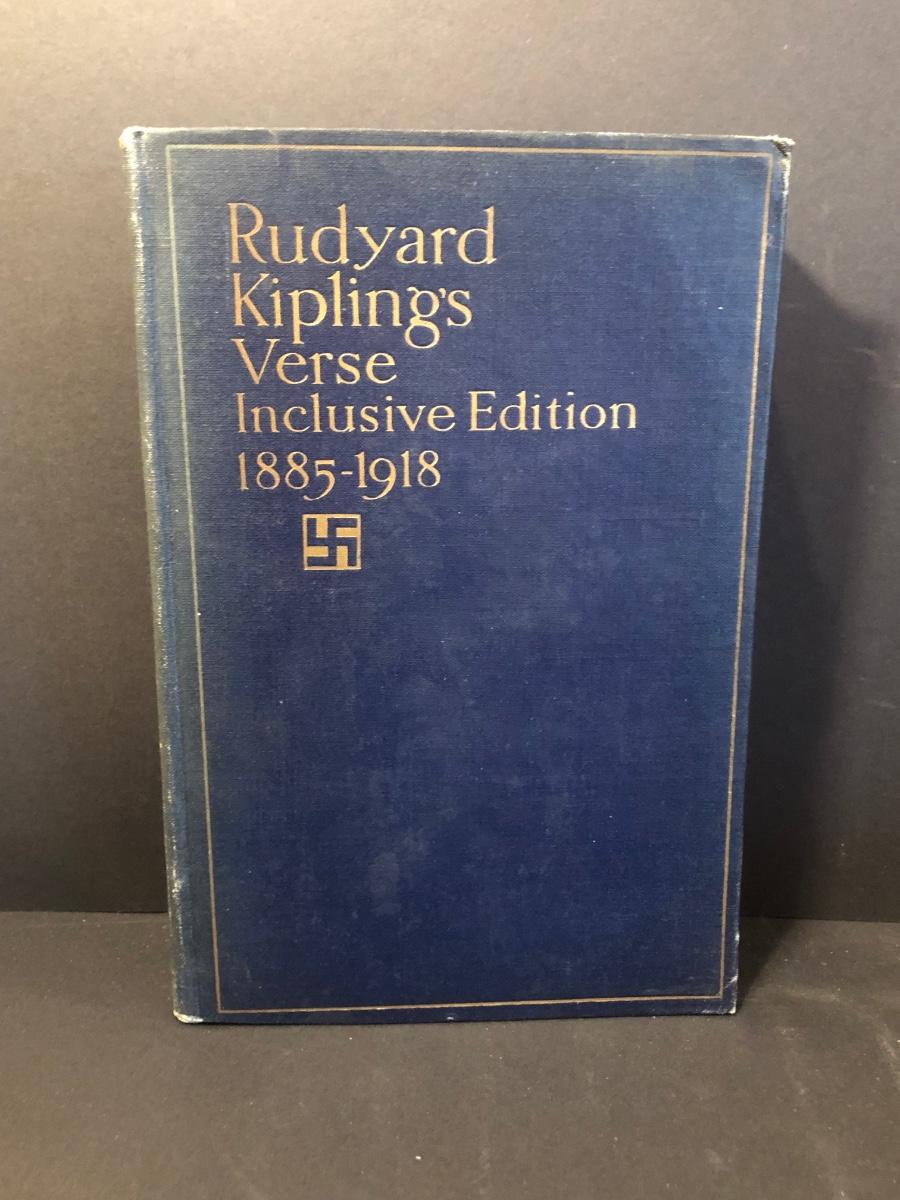 Rudyard
Kipling's
Verse
Inclusive Edition
1885-1918